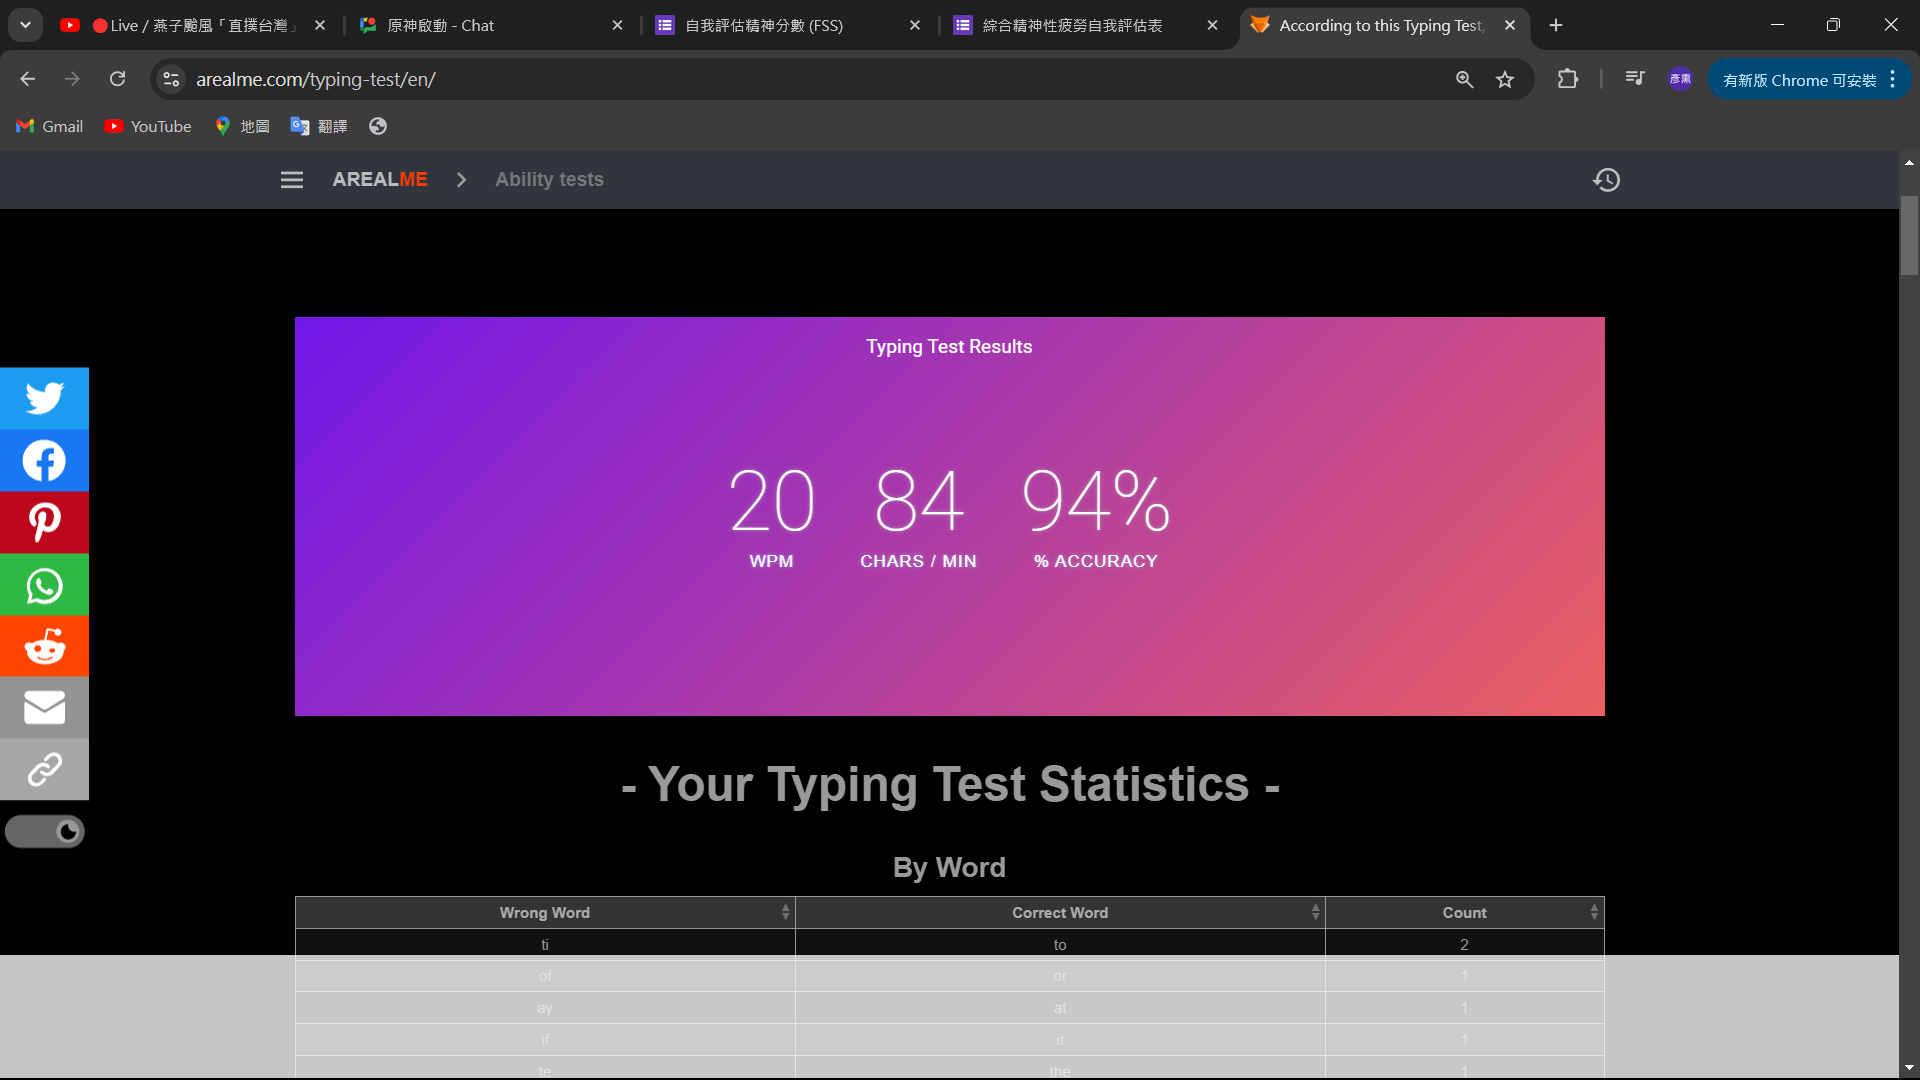 Live / 燕子颱風「直撲台灣」
原神啟動 - Chat
自我評估精神分數 (FSS)
綜合精神性疲勞自我評估表
According to this Typing Test,
arealme.com/typing-test/en/
彥熏
有新版 Chrome 可安裝
Gmail
YouTube
地圖
翻譯
AREALME
Ability tests
Typing Test Results
20 84 94%
WPM CHARS / MIN % ACCURACY
- Your Typing Test Statistics -
By Word
Wrong Word Correct Word Count
ti to 2
of or 1
ay at 1
if it 1
te the 1